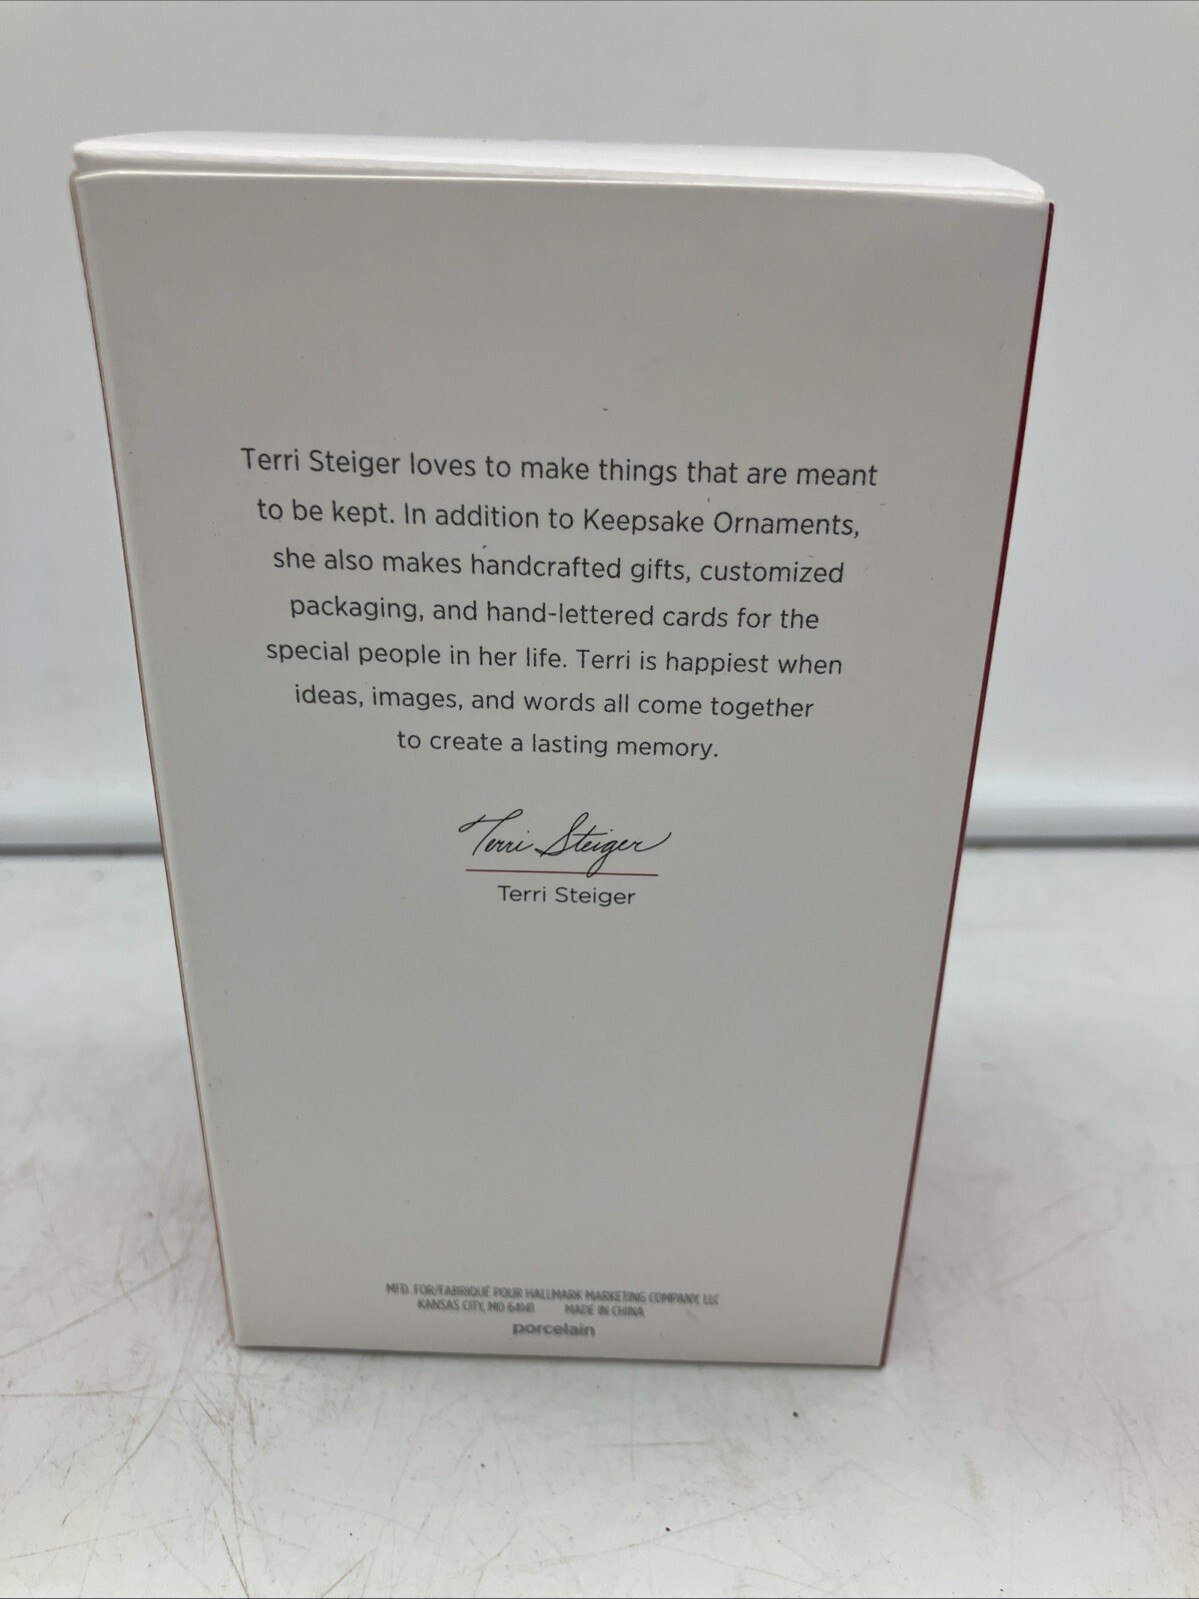 Terri Steiger loves to make things that are meant
to be kept. In addition to Keepsake Ornaments,
she also makes handcrafted gifts, customized
packaging, and hand-lettered cards for the
special people in her life. Terri is happiest when
ideas, images, and words all come together
to create a lasting memory.
Terri Steiger
Terri Steiger
MFD. FOR/FABRIQUÉ POUR HALLMARK MARKETING COMPANY, LLC
KANSAS CITY, MO 64141 MADE IN CHINA
porcelain